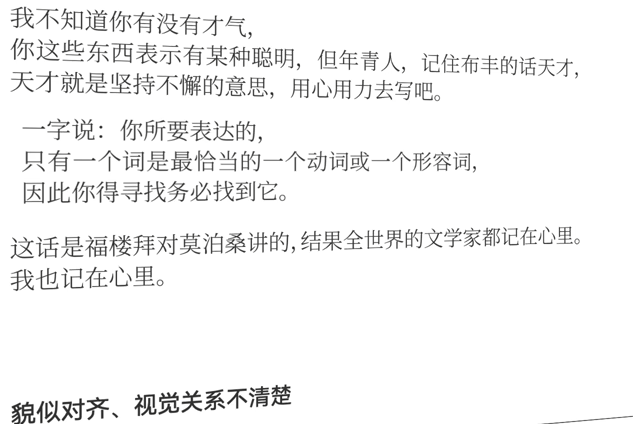 我不知道你有没有才气，
你这些东西表示有某种聪明，但年青人，记住布丰的话天才，
天才就是坚持不懈的意思，用心用力去写吧。
一字说：你所要表达的，
只有一个词是最恰当的一个动词或一个形容词，
因此你得寻找务必找到它。
这话是福楼拜对莫泊桑讲的，结果全世界的文学家都记在心里。
我也记在心里。
貌似对齐、视觉关系不清楚